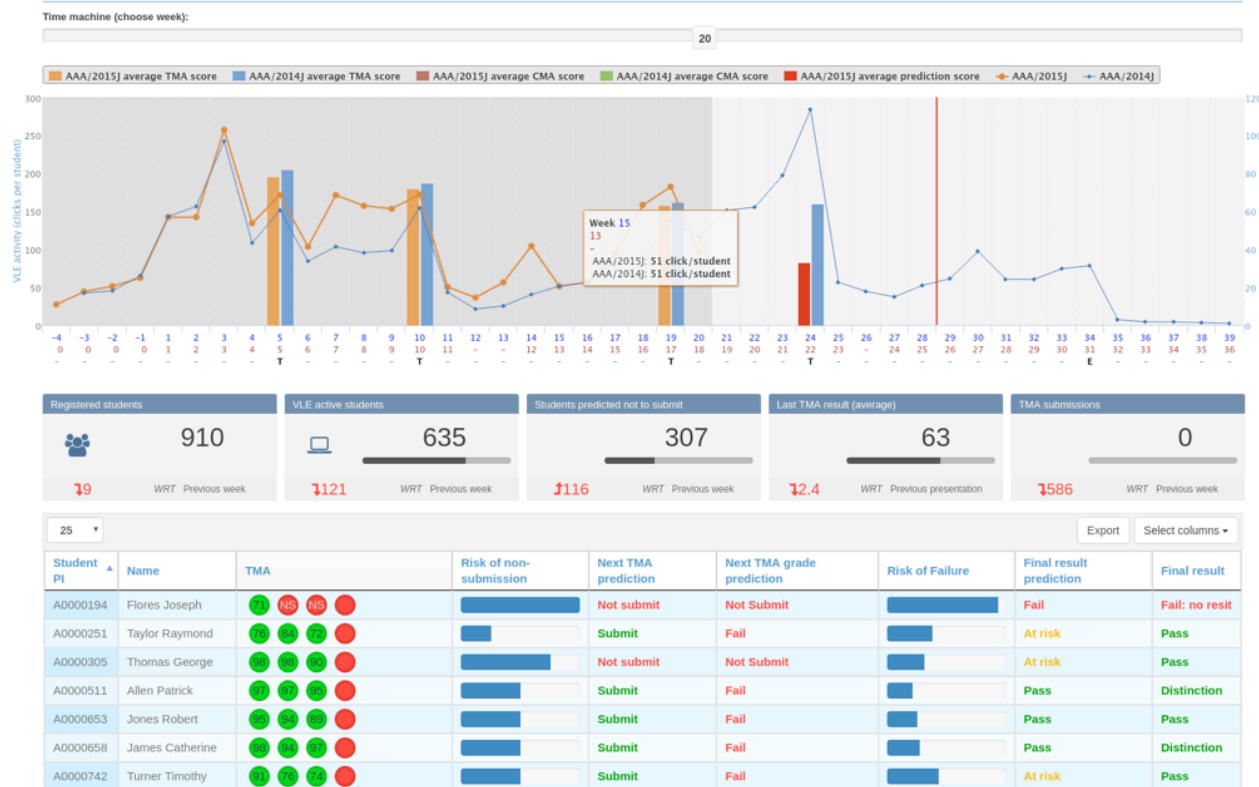 Time machine (choose week):
20
AAA/2015J average TMA score AAA/2014J average TMA score AAA/2015J average CMA score AAA/2014J average CMA score AAA/2015J average prediction score AAA/2015J AAA/2014J
VLE activity (clicks per student)
300
250
200
150
100
50
0
120
100
80
60
40
20
0
Week 15
13
–
AAA/2015J: 51 click/student
AAA/2014J: 51 click/student
-4 -3 -2 -1 1 2 3 4 5 6 7 8 9 10 11 12 13 14 15 16 17 18 19 20 21 22 23 24 25 26 27 28 29 30 31 32 33 34 35 36 37 38 39
0 0 0 0 1 2 3 4 5 6 7 8 9 10 11 - - 12 13 14 15 16 17 18 19 20 21 22 23 - 24 25 26 27 28 29 30 31 32 33 34 35 36
- - - - - - - - T - - - - T - - - - - - - - T - - - - T - - - - - - - - - E - - - - -
Registered students VLE active students Students predicted not to submit Last TMA result (average) TMA submissions
910 635 307 63 0
9 WRT Previous week 121 WRT Previous week 116 WRT Previous week 2.4 WRT Previous presentation 586 WRT Previous week
25 Export Select columns
Student PI Name TMA Risk of non-submission Next TMA prediction Next TMA grade prediction Risk of Failure Final result prediction Final result
A0000194 Flores Joseph 71 NS NS Not submit Not Submit Fail Fail: no resit
A0000251 Taylor Raymond 76 84 72 Submit Fail At risk Pass
A0000305 Thomas George 98 98 90 Not submit Not Submit At risk Pass
A0000511 Allen Patrick 97 97 95 Submit Fail Pass Distinction
A0000653 Jones Robert 95 94 89 Submit Fail Pass Pass
A0000658 James Catherine 98 94 97 Submit Fail Pass Distinction
A0000742 Turner Timothy 91 76 74 Submit Fail At risk Pass